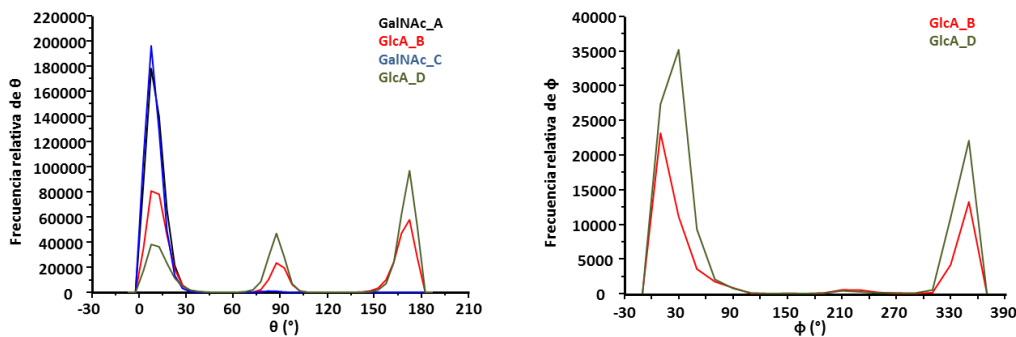 220000
200000
180000
160000
140000
120000
100000
80000
60000
40000
20000
0
Frecuencia relativa de θ
-30 0 30 60 90 120 150 180 210
θ (°)
GalNAc_A
GlcA_B
GalNAc_C
GlcA_D
40000
35000
30000
25000
20000
15000
10000
5000
0
Frecuencia relativa de ϕ
-30 30 90 150 210 270 330 390
ϕ (°)
GlcA_B
GlcA_D